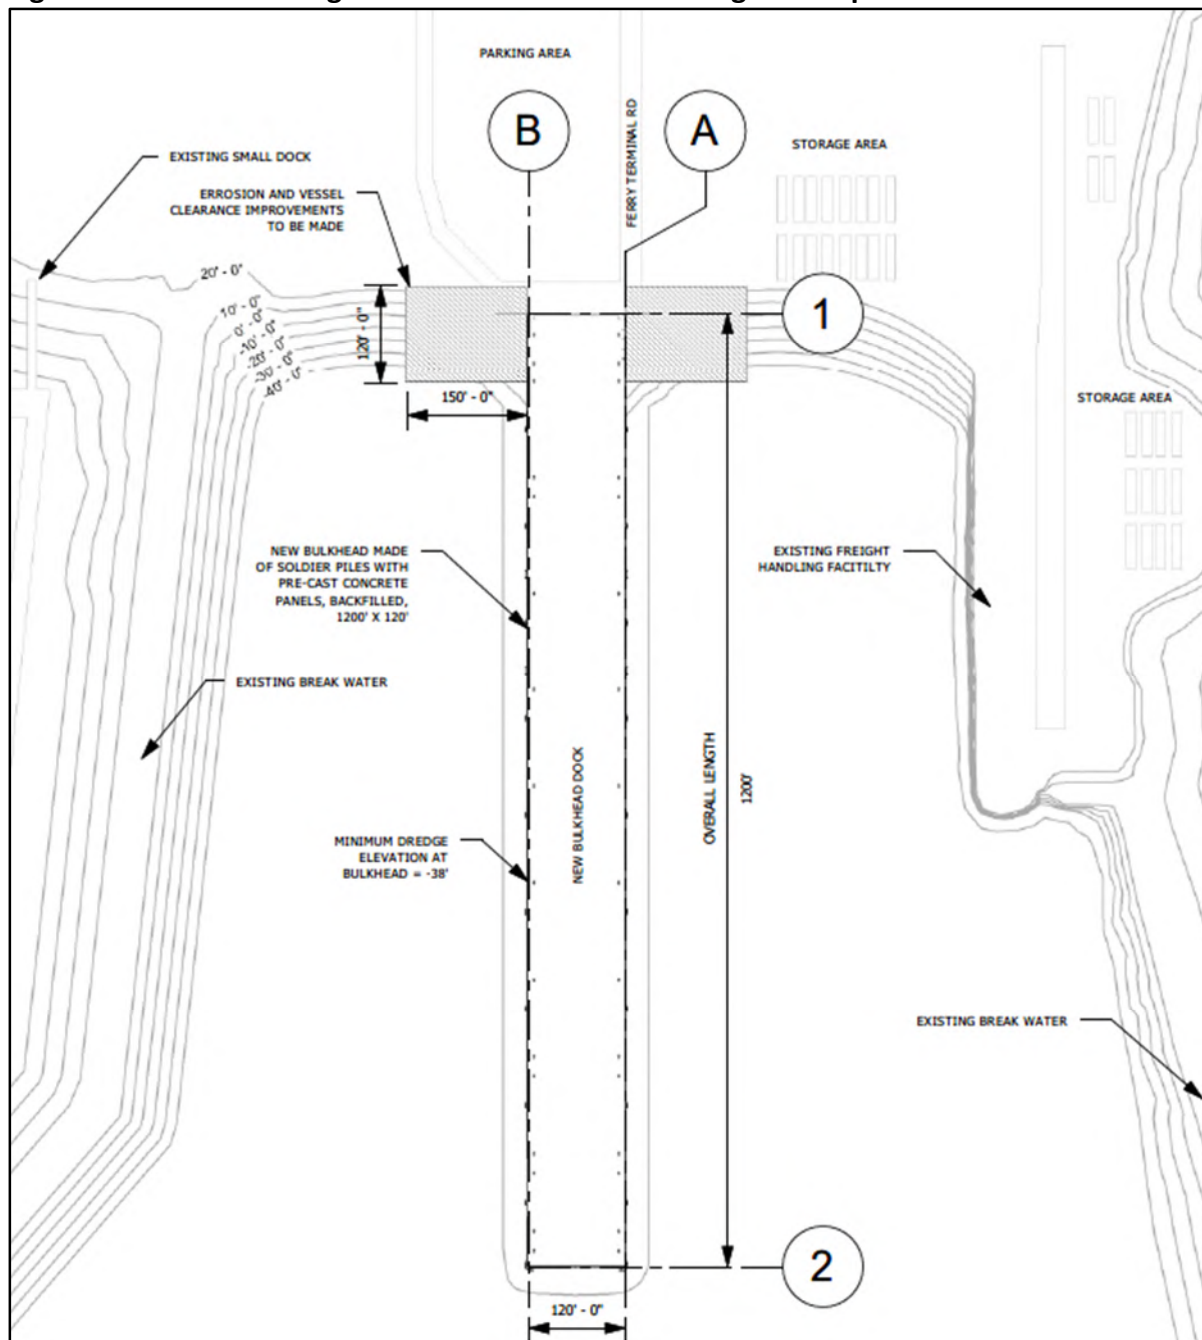 PARKING AREA
B
A
FERRY TERMINAL RD
STORAGE AREA
EXISTING SMALL DOCK
ERROSION AND VESSEL
CLEARANCE IMPROVEMENTS
TO BE MADE
20' - 0"
10' - 0"
0' - 0"
-10' - 0"
-20' - 0"
-30' - 0"
-40' - 0"
120' - 0"
150' - 0"
1
STORAGE AREA
NEW BULKHEAD MADE
OF SOLDIER PILES WITH
PRE-CAST CONCRETE
PANELS, BACKFILLED,
1200' X 120'
EXISTING FREIGHT
HANDLING FACITILTY
EXISTING BREAK WATER
NEW BULKHEAD DOCK
OVERALL LENGTH
1200'
MINIMUM DREDGE
ELEVATION AT
BULKHEAD = -38'
EXISTING BREAK WATER
2
120' - 0"